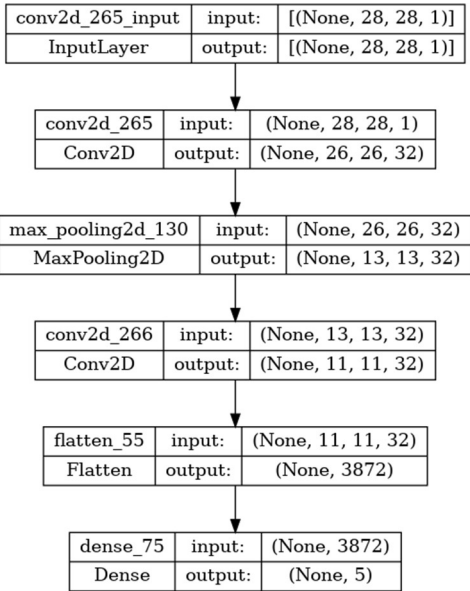 conv2d_265_input input: [(None, 28, 28, 1)]
InputLayer output: [(None, 28, 28, 1)]
conv2d_265 input: (None, 28, 28, 1)
Conv2D output: (None, 26, 26, 32)
max_pooling2d_130 input: (None, 26, 26, 32)
MaxPooling2D output: (None, 13, 13, 32)
conv2d_266 input: (None, 13, 13, 32)
Conv2D output: (None, 11, 11, 32)
flatten_55 input: (None, 11, 11, 32)
Flatten output: (None, 3872)
dense_75 input: (None, 3872)
Dense output: (None, 5)